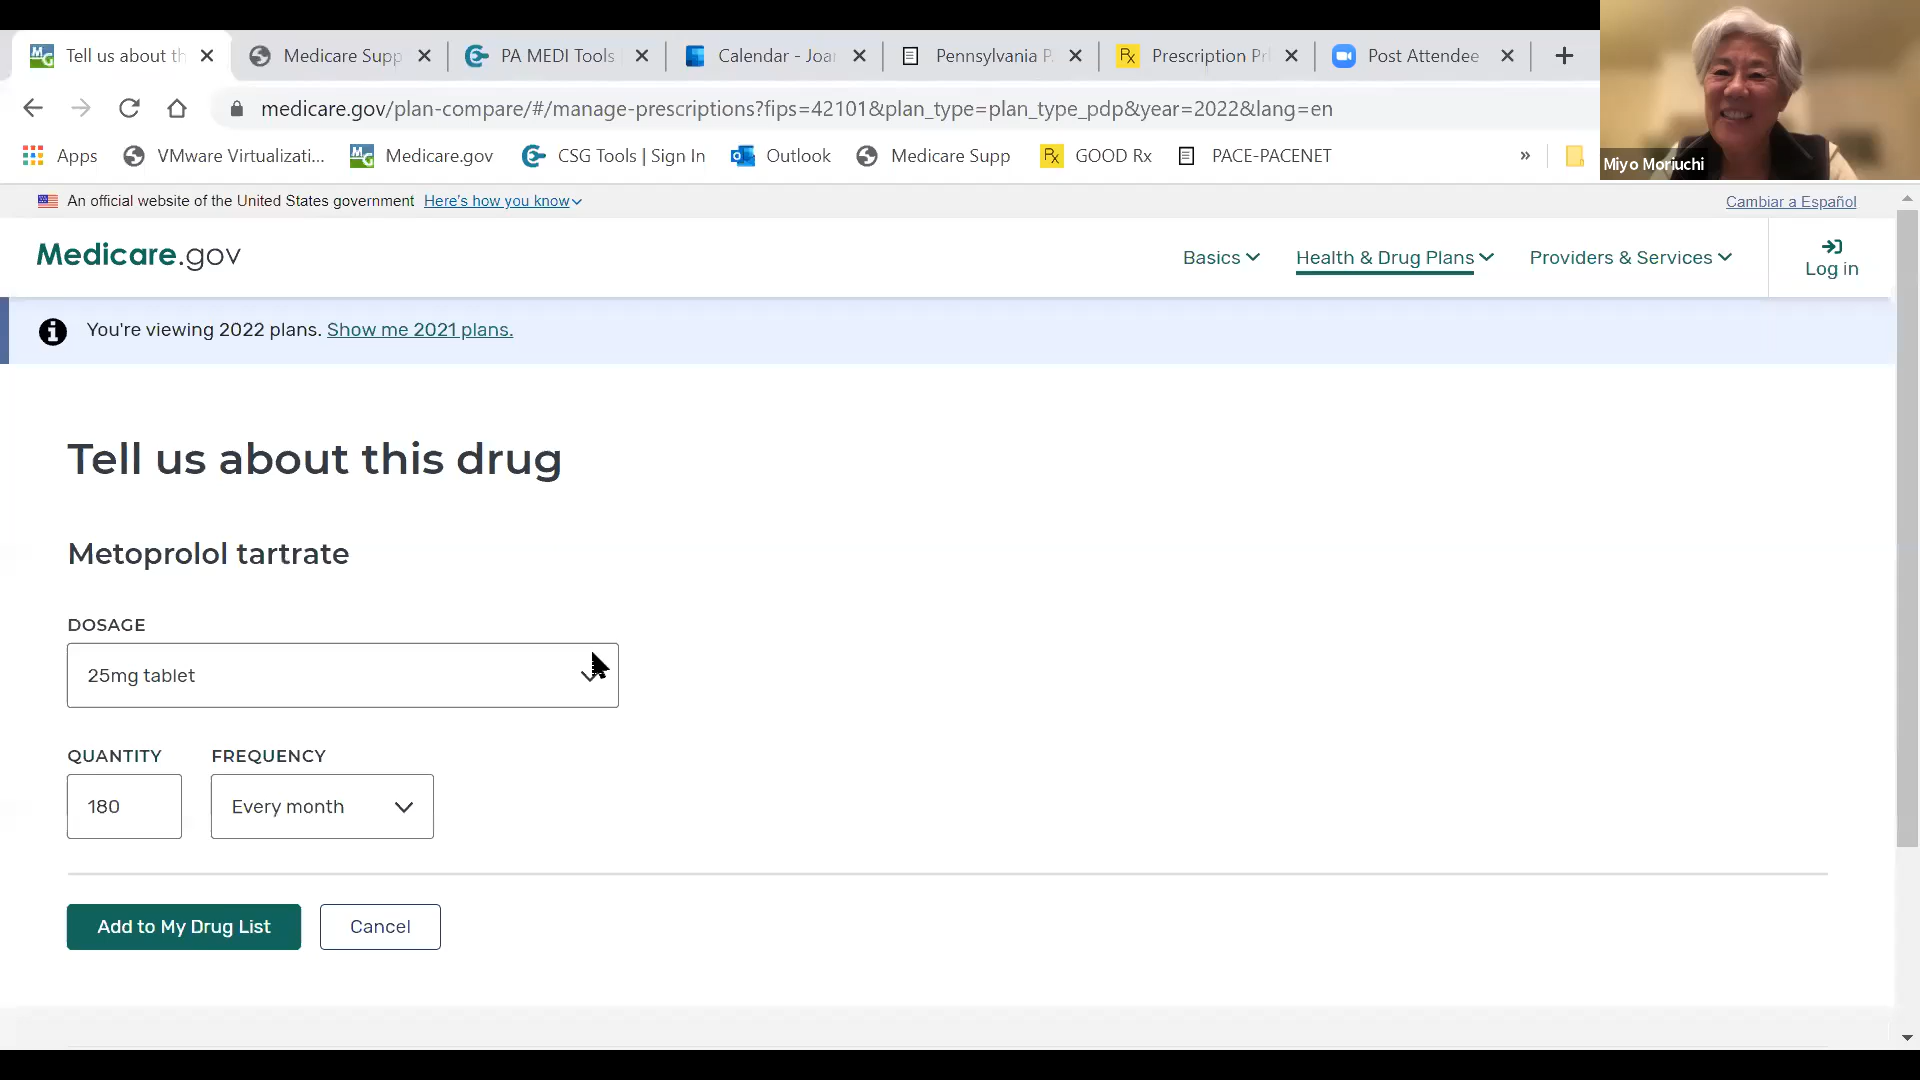 Tell us about th
Medicare Supp
PA MEDI Tools
Calendar - Joan
Pennsylvania P
Prescription Pri
Post Attendee
medicare.gov/plan-compare/#/manage-prescriptions?fips=42101&plan_type=plan_type_pdp&year=2022&lang=en
Apps
VMware Virtualizati...
Medicare.gov
CSG Tools | Sign In
Outlook
Medicare Supp
GOOD Rx
PACE-PACENET
»
Miyo Moriuchi
An official website of the United States government Here's how you know
Cambiar a Español
Medicare.gov
Basics
Health & Drug Plans
Providers & Services
Log in
You're viewing 2022 plans. Show me 2021 plans.
Tell us about this drug
Metoprolol tartrate
DOSAGE
25mg tablet
QUANTITY FREQUENCY
180 Every month
Add to My Drug List Cancel